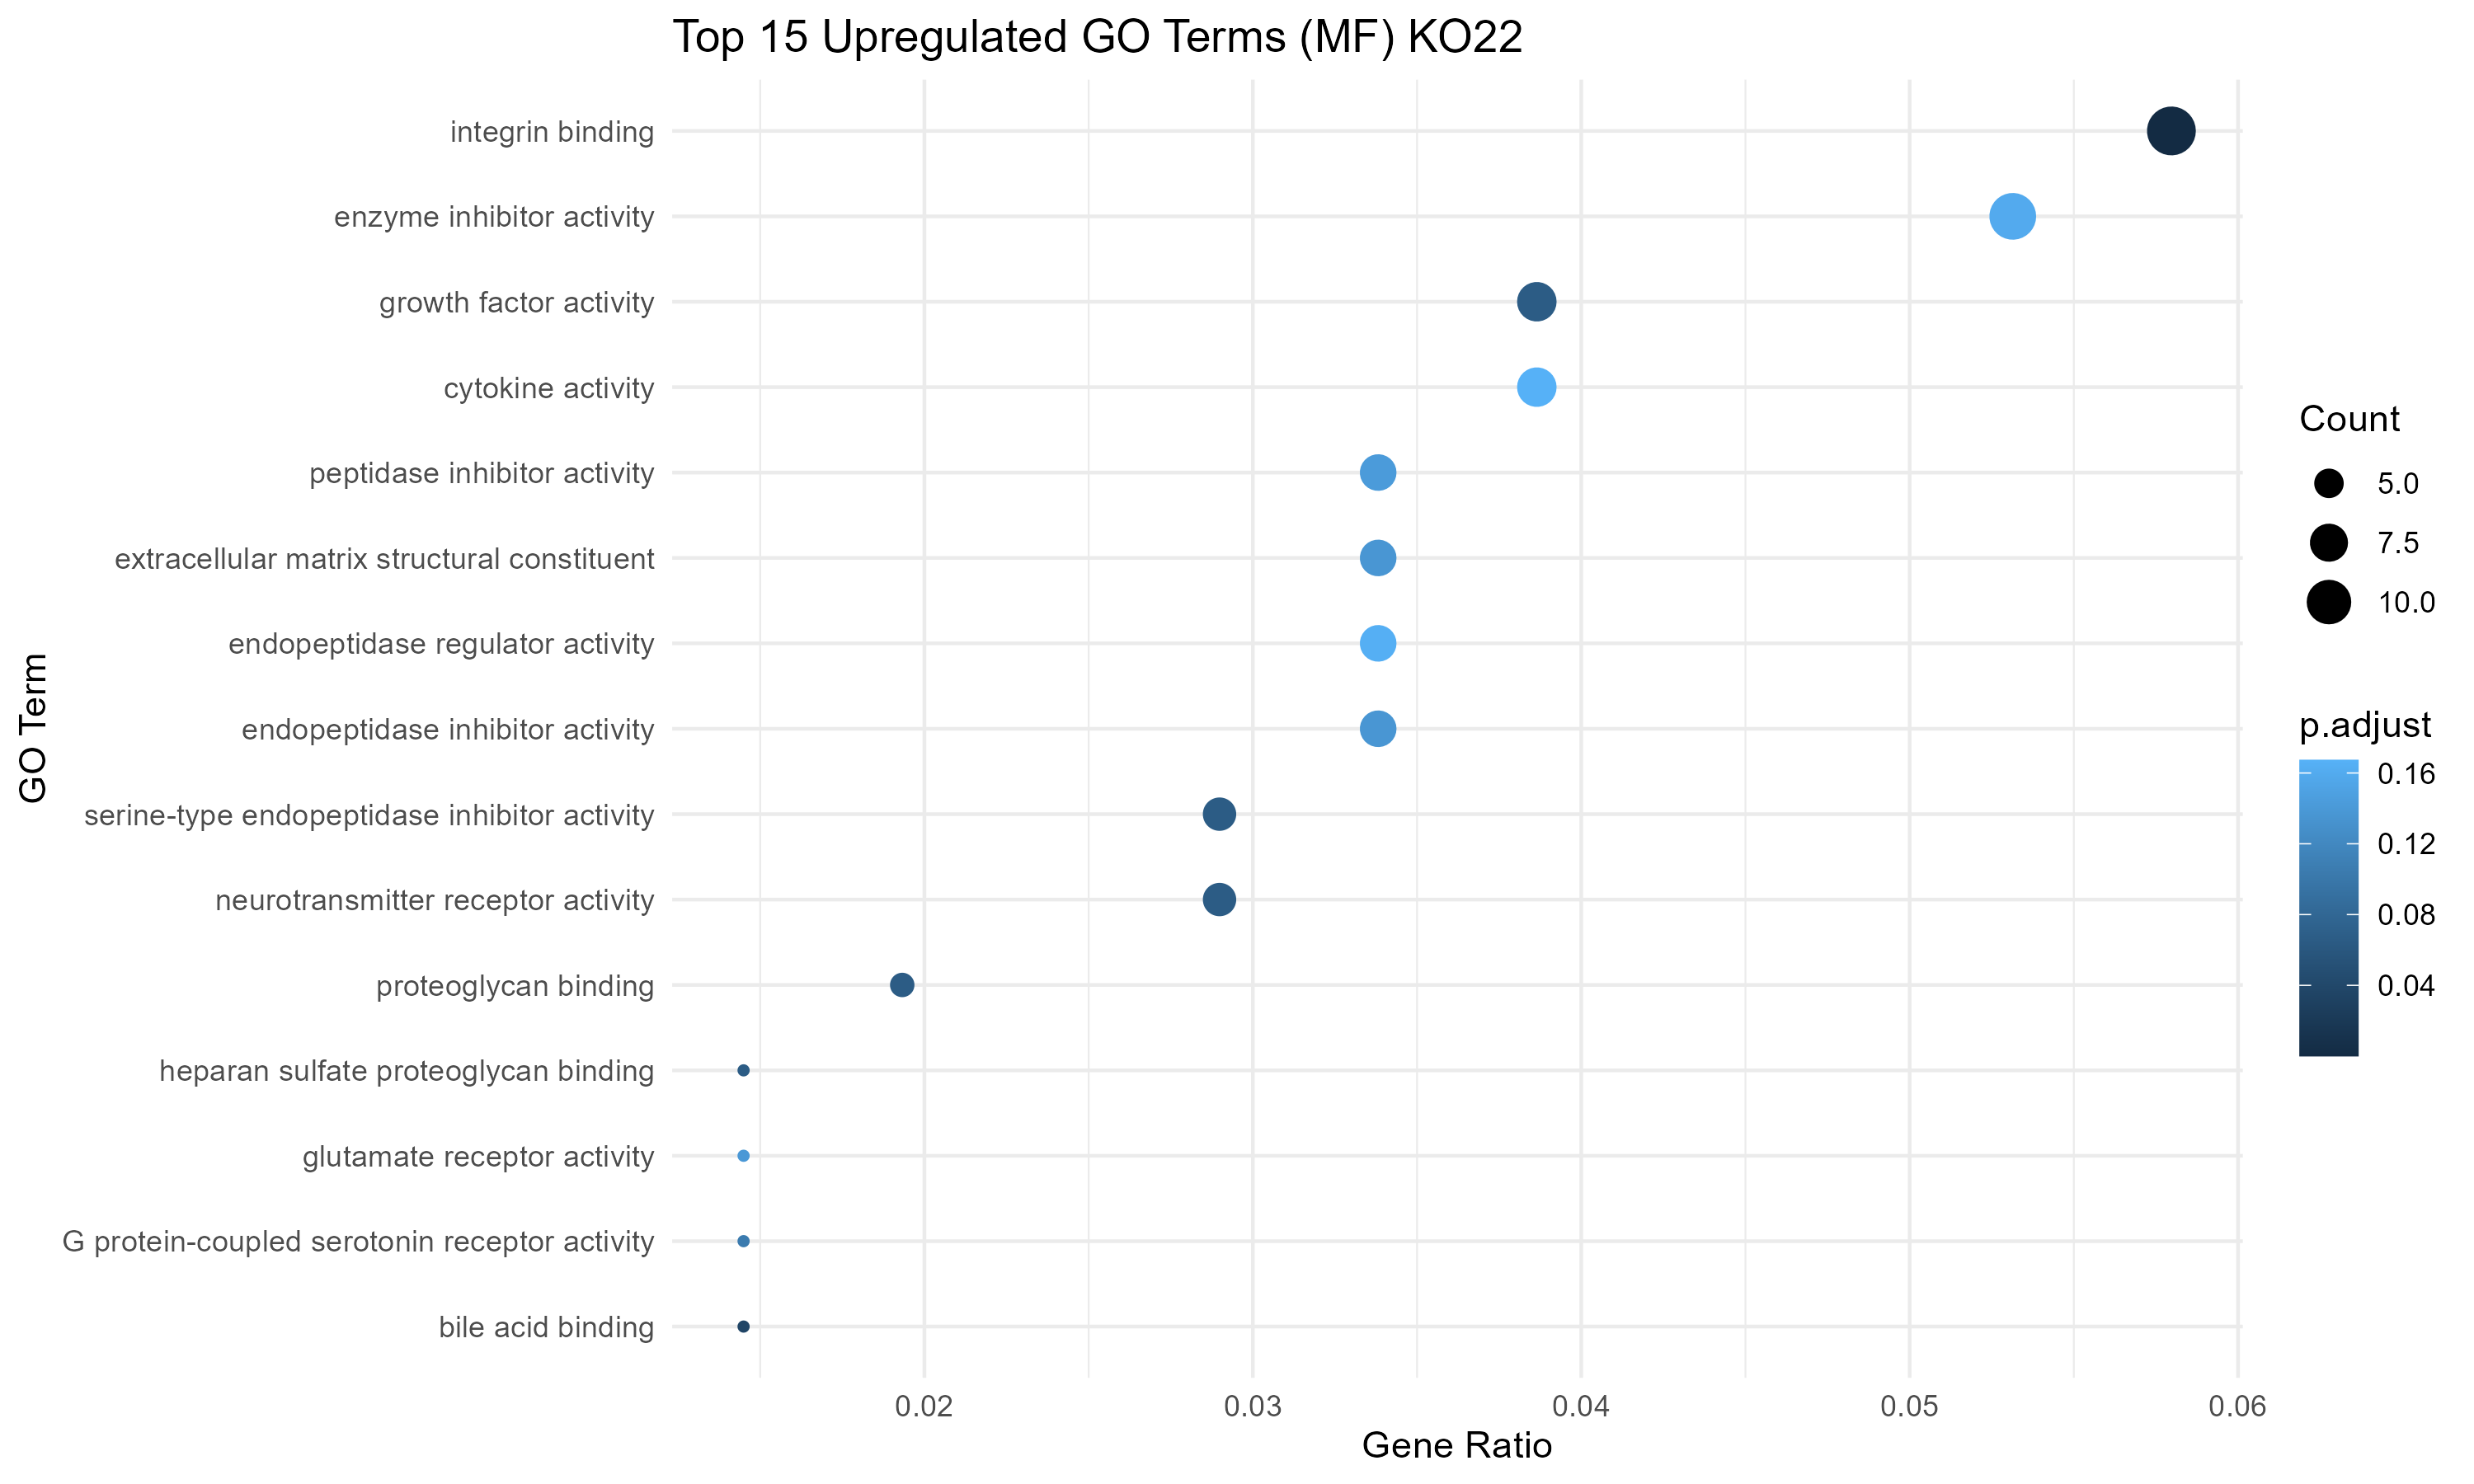 Top 15 Upregulated GO Terms (MF) KO22
GO Term
integrin binding
enzyme inhibitor activity
growth factor activity
cytokine activity
peptidase inhibitor activity
extracellular matrix structural constituent
endopeptidase regulator activity
endopeptidase inhibitor activity
serine-type endopeptidase inhibitor activity
neurotransmitter receptor activity
proteoglycan binding
heparan sulfate proteoglycan binding
glutamate receptor activity
G protein-coupled serotonin receptor activity
bile acid binding
0.02 0.03 0.04 0.05 0.06
Gene Ratio
Count
5.0
7.5
10.0
p.adjust
0.16
0.12
0.08
0.04